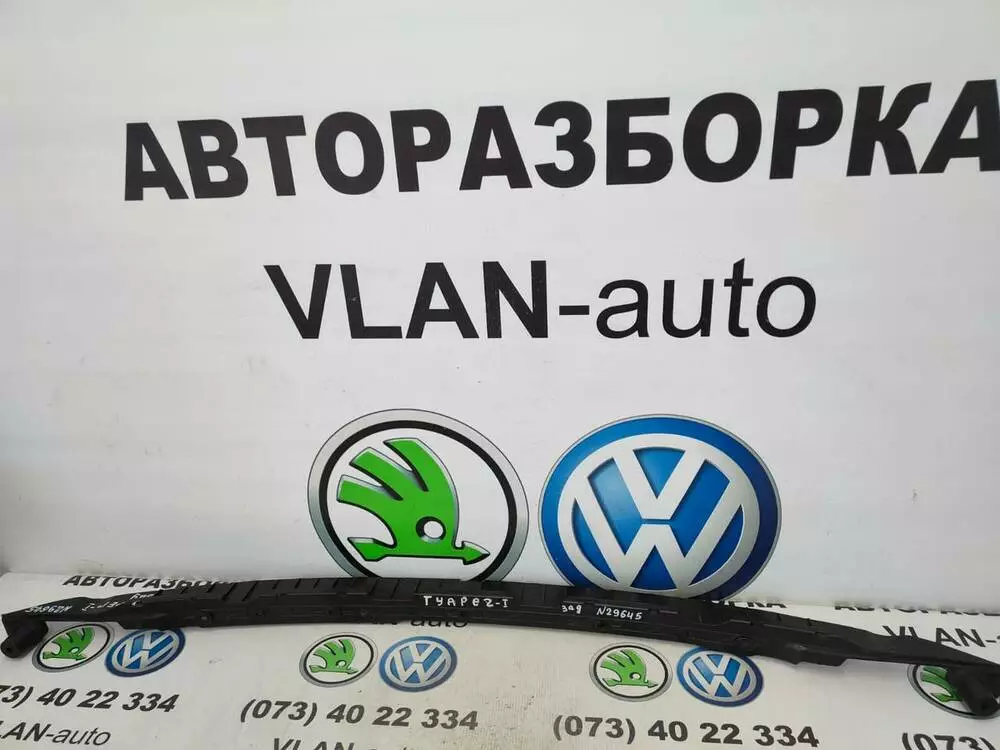 АВТОРАЗБОРКА
VLAN-auto
АВТОРАЗБОРКА
ТУАРЕГ-I
зад N29645
(073) 40 22 334
(073) 40 22 334
(073) 40 22 334
VLAN-auto